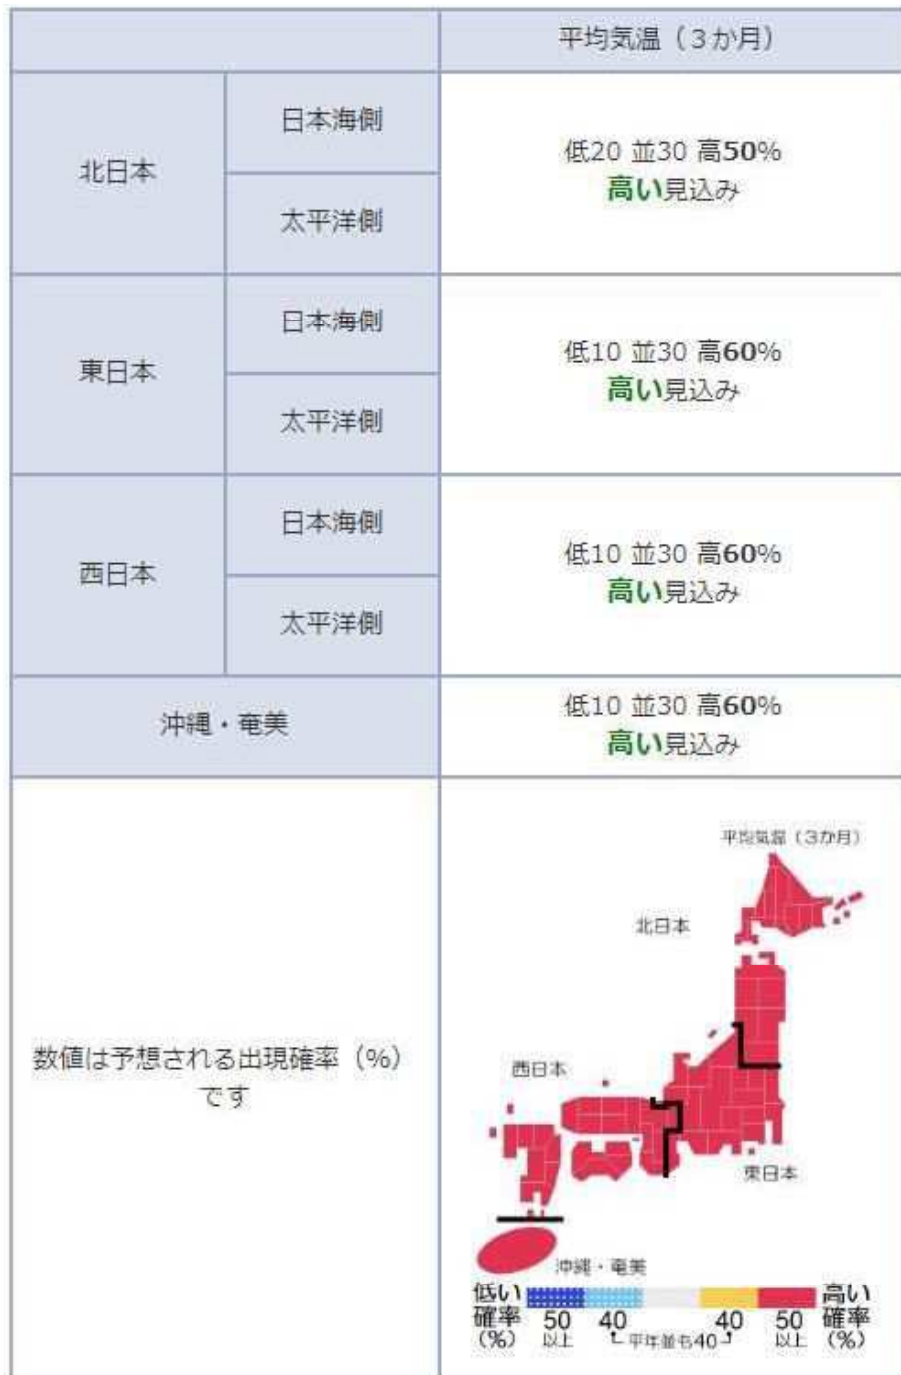 平均気温（３か月）
北日本
日本海側
太平洋側
低20 並30 高50%
高い見込み
東日本
日本海側
太平洋側
低10 並30 高60%
高い見込み
西日本
日本海側
太平洋側
低10 並30 高60%
高い見込み
沖縄・奄美
低10 並30 高60%
高い見込み
数値は予想される出現確率（%）
です
平均気温（３か月）
北日本
西日本
東日本
沖縄・奄美
低い
確率
(%)
50
以上
40
平年並も40
40
50
以上
高い
確率
(%)